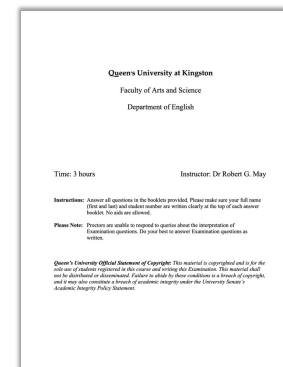 Queen's University at Kingston
Faculty of Arts and Science
Department of English
Time: 3 hours
Instructor: Dr Robert G. May
Instructions: Answer all questions in the booklets provided. Please make sure your full name
(first and last) and student number are written clearly at the top of each answer
booklet. No aids are allowed.
Please Note: Proctors are unable to respond to queries about the interpretation of
Examination questions. Do your best to answer Examination questions as
written.
Queen's University Official Statement of Copyright: This material is copyrighted and is for the
sole use of students registered in this course and writing this Examination. This material shall
not be distributed or disseminated. Failure to abide by these conditions is a breach of copyright,
and it may also constitute a breach of academic integrity under the University Senate's
Academic Integrity Policy Statement.